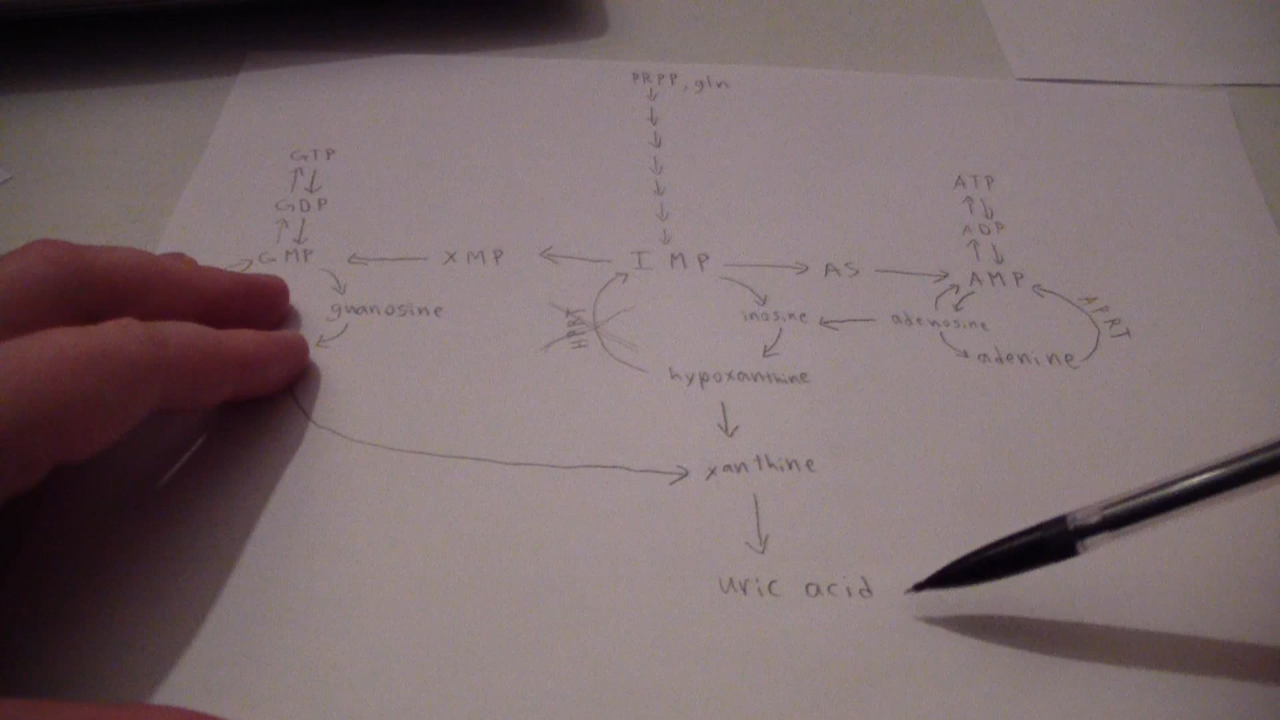 PRPP, gln
GTP
ATP
GDP
ADP
GMP
XMP
IMP
AS
AMP
guanosine
HPRT
inosine
adenosine
APRT
adenine
hypoxanthine
xanthine
uric acid